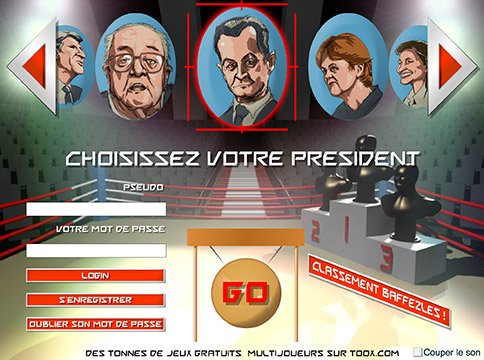 CHOISISSEZ VOTRE PRESIDENT
PSEUDO
VOTRE MOT DE PASSE
LOGIN
S'ENREGISTRER
OUBLIER SON MOT DE PASSE
GO
2 1 3
CLASSEMENT BAFFEZLES !
DES TONNES DE JEUX GRATUITS MULTIJOUEURS SUR TOOX.COM
Couper le son